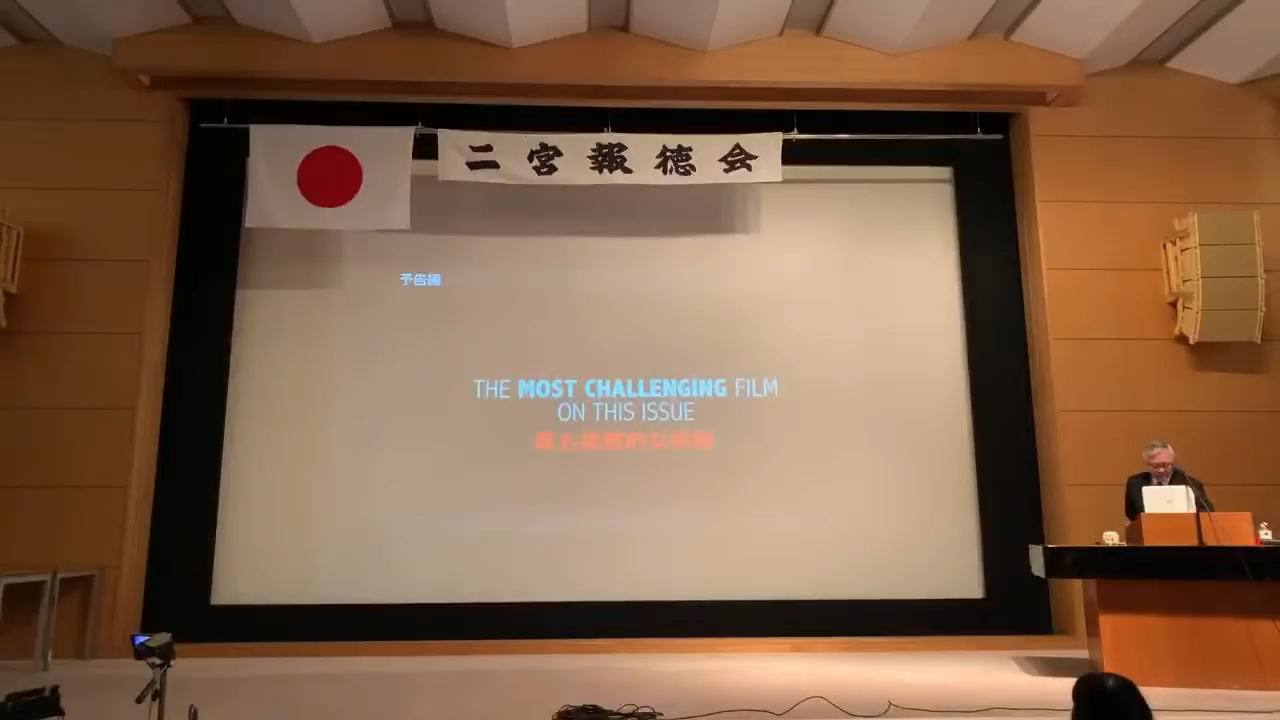 二宮報徳会
予告編
THE MOST CHALLENGING FILM
ON THIS ISSUE